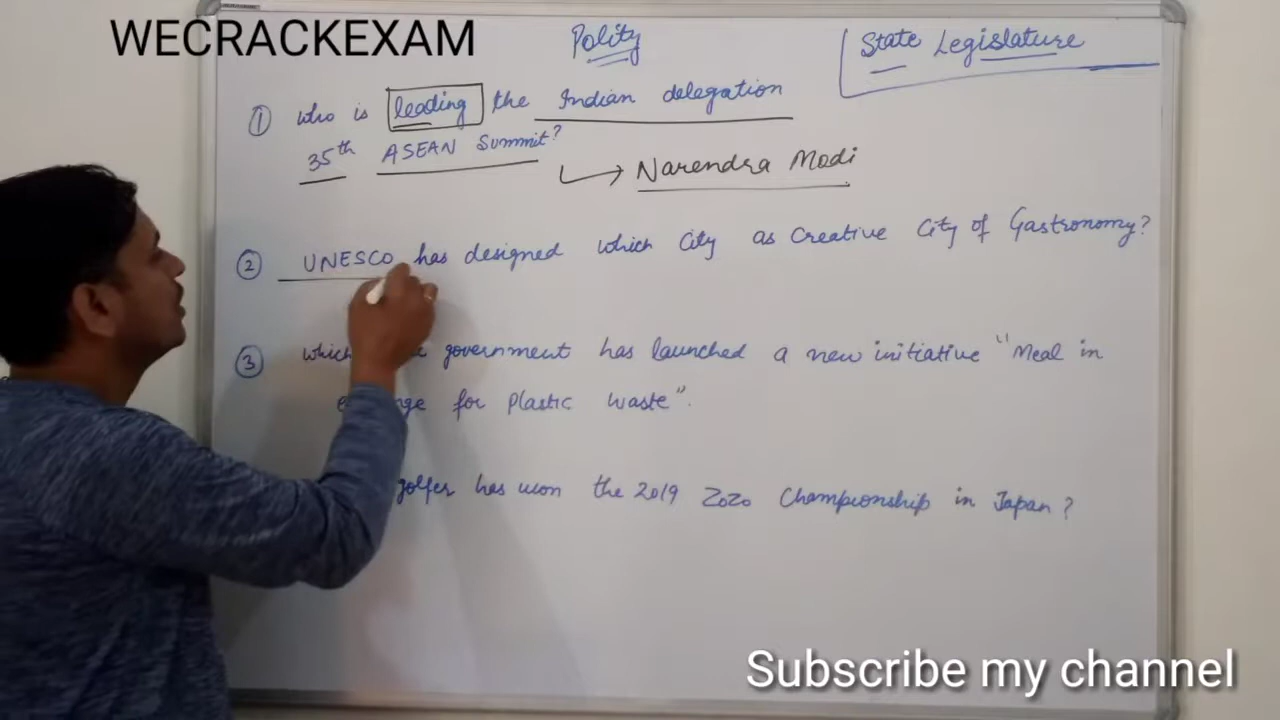 WECRACKEXAM
Polity
State Legislature
① who is leading the Indian delegation
35th ASEAN Summit?
Narendra Modi
② UNESCO has designed which City as Creative City of Gastronomy?
③ which government has launched a new initiative "Meal in
for Plastic waste".
golfer has won the 2019 ZOZO Championship in Japan?
Subscribe my channel